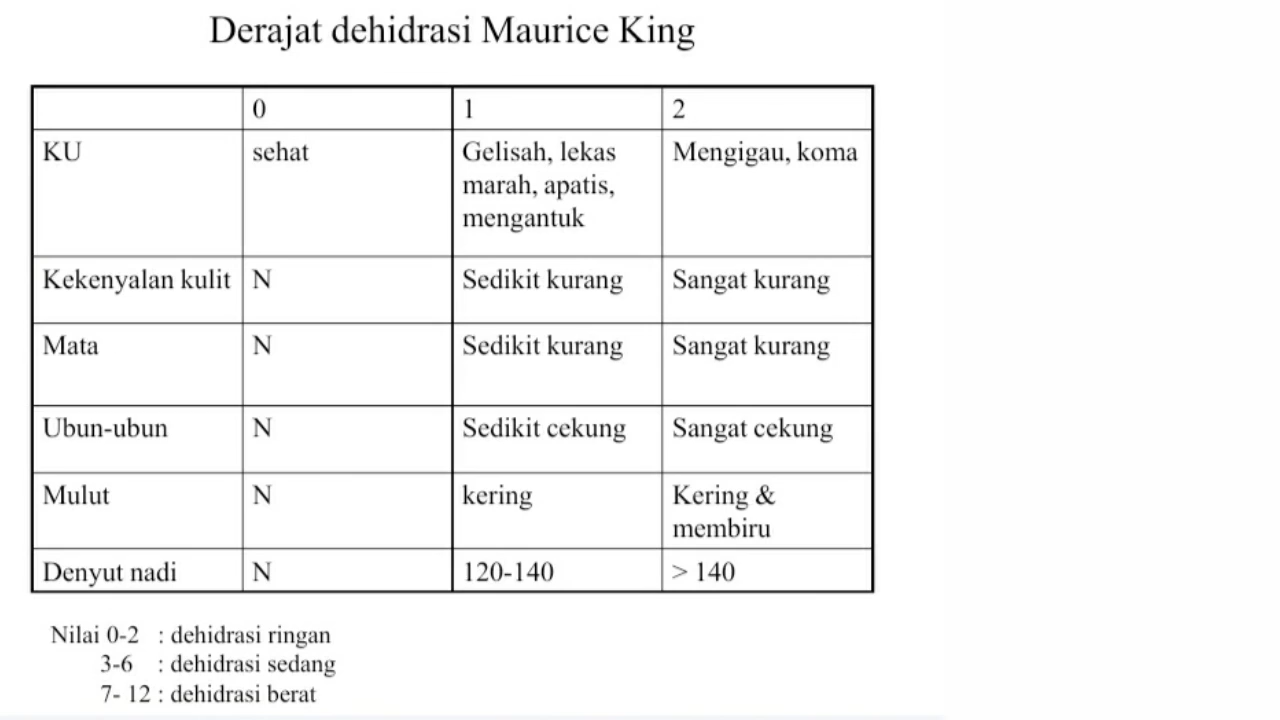 Derajat dehidrasi Maurice King
0 1 2
KU sehat Gelisah, lekas Mengigau, koma
marah, apatis,
mengantuk
Kekenyalan kulit N Sedikit kurang Sangat kurang
Mata N Sedikit kurang Sangat kurang
Ubun-ubun N Sedikit cekung Sangat cekung
Mulut N kering Kering &
membiru
Denyut nadi N 120-140 > 140
Nilai 0-2 : dehidrasi ringan
3-6 : dehidrasi sedang
7- 12 : dehidrasi berat